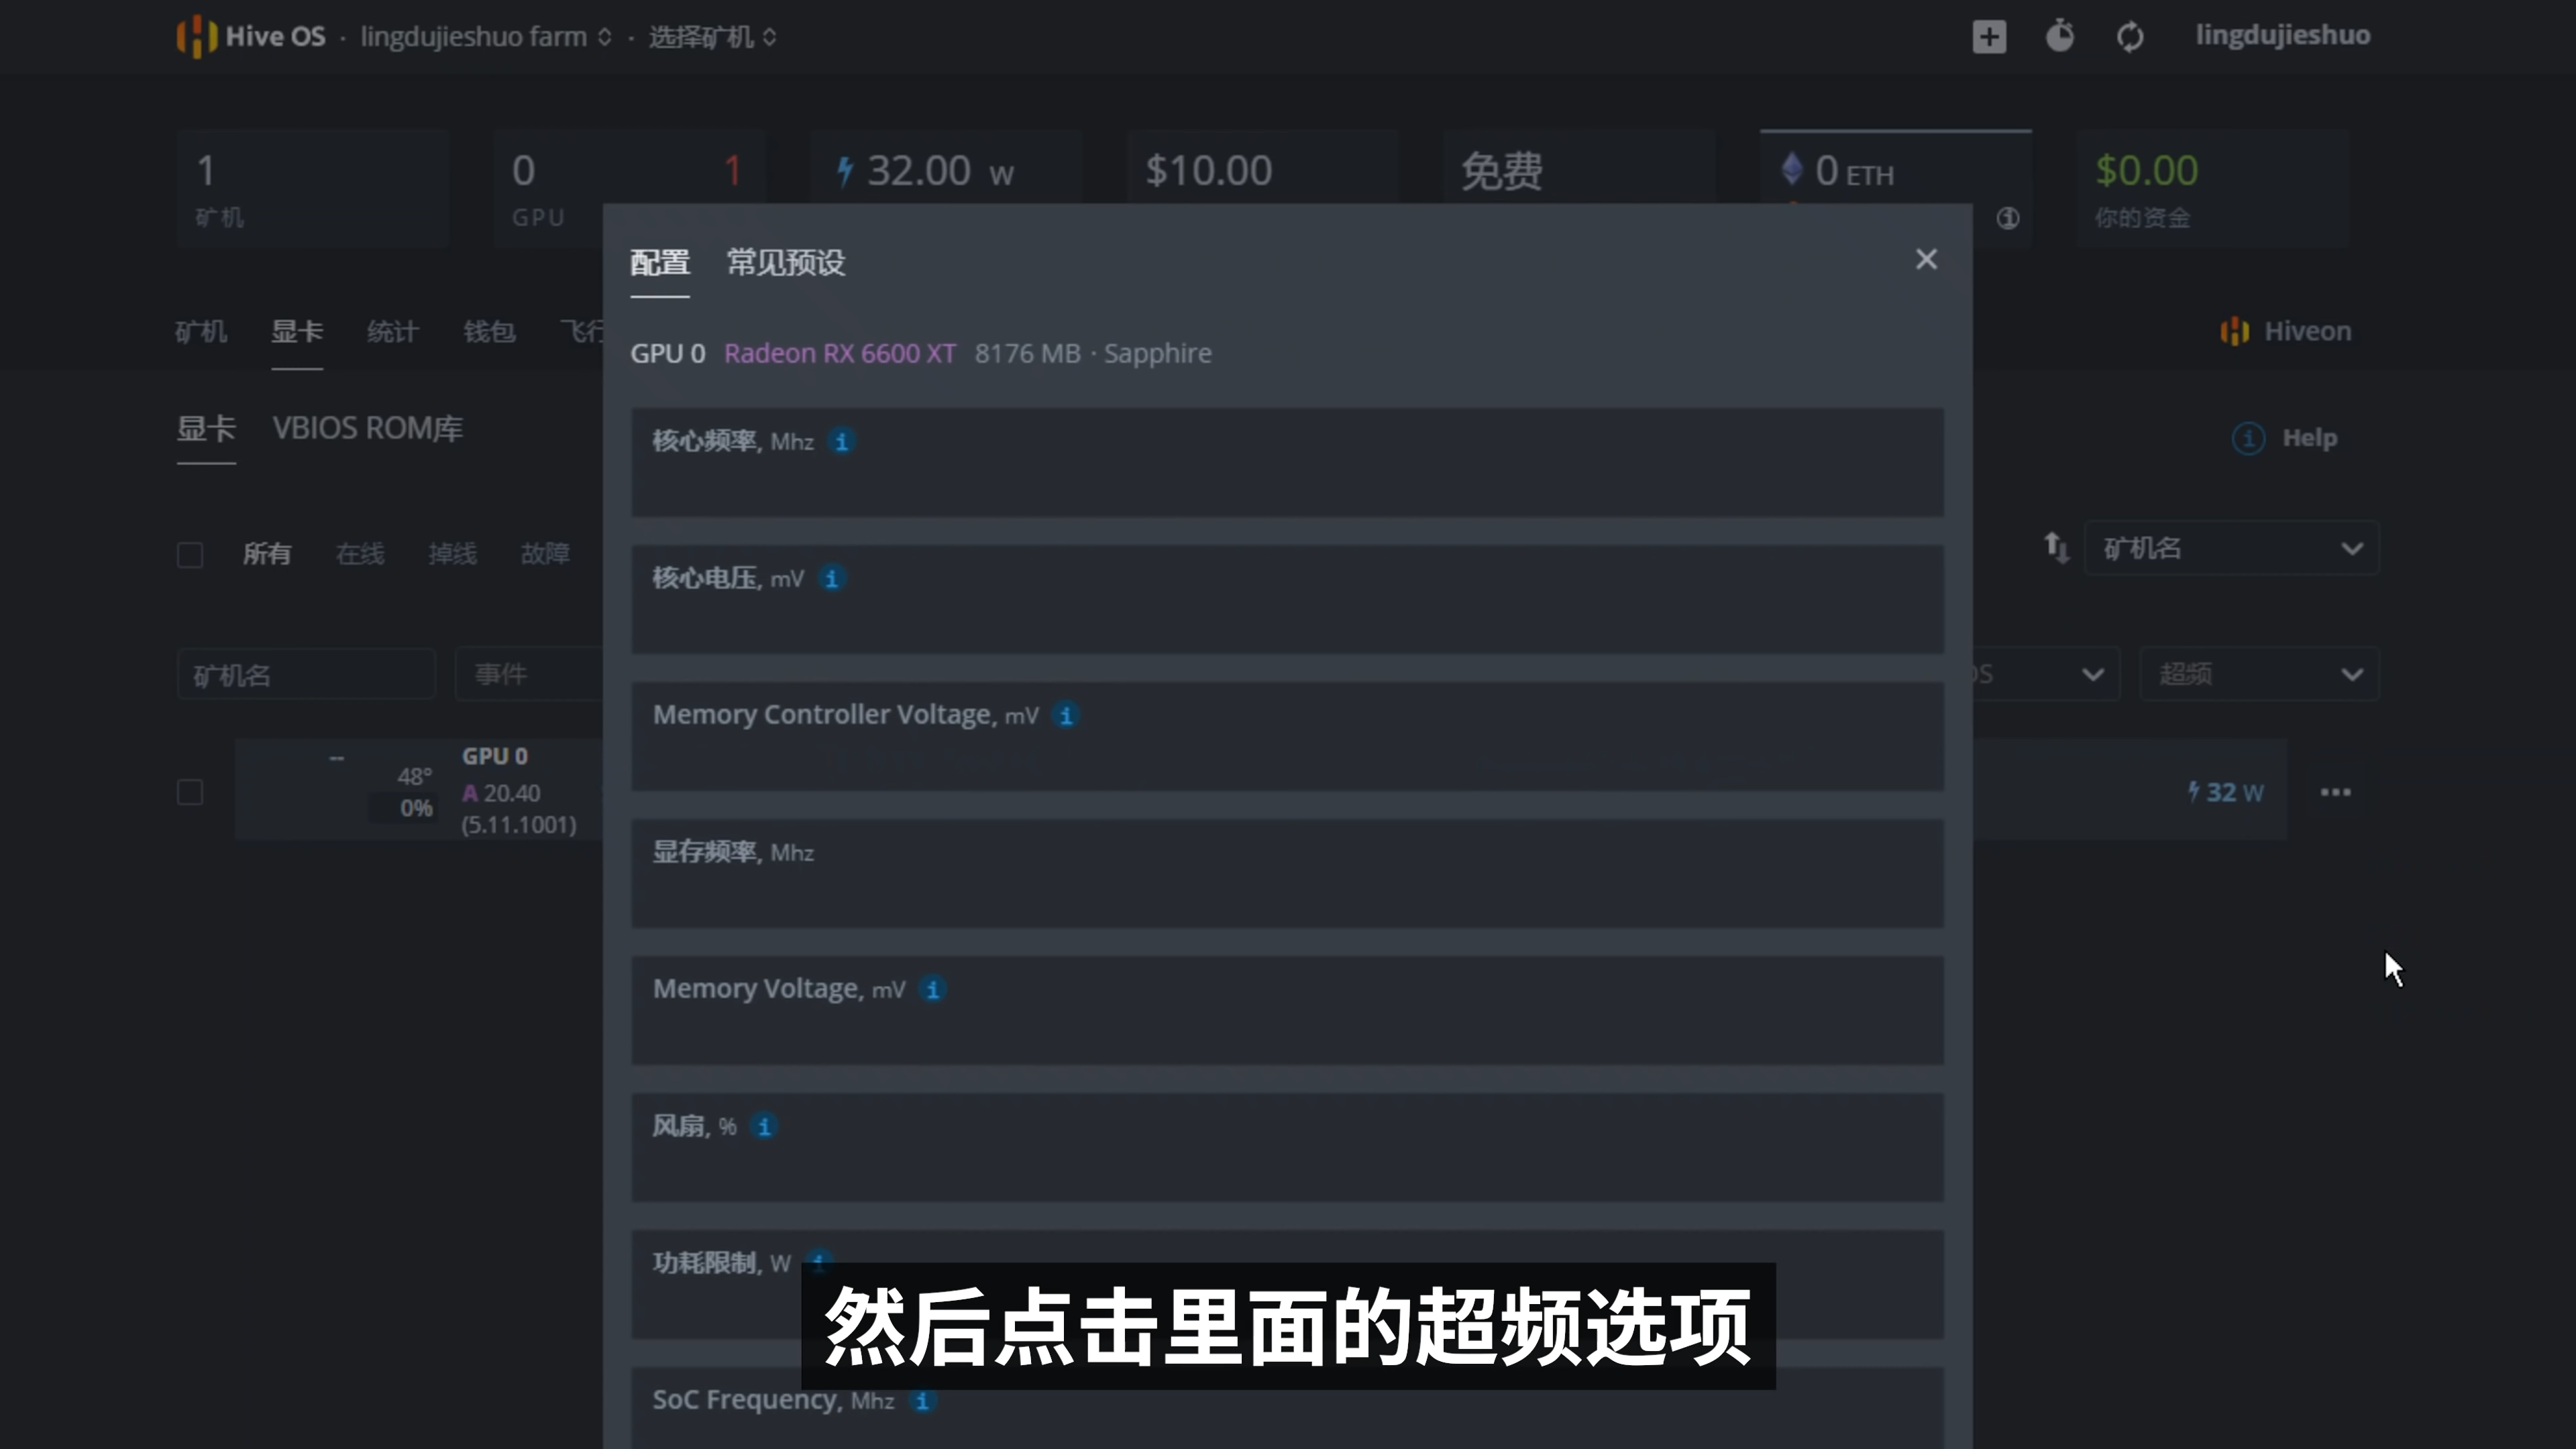 Hive OS · lingdujieshuo farm · 选择矿机
lingdujieshuo
1
矿机
0 1
GPU
32.00 W
$10.00
免费
0 ETH
$0.00
你的资金
矿机 显卡 统计 钱包 飞行
Hiveon
显卡 VBIOS ROM库
Help
所有 在线 掉线 故障
矿机名
矿机名 事件
OS 超频
-- 48° 0%
GPU 0
A 20.40
(5.11.1001)
32 W
配置 常见预设
GPU 0 Radeon RX 6600 XT 8176 MB · Sapphire
核心频率, Mhz
核心电压, mV
Memory Controller Voltage, mV
显存频率, Mhz
Memory Voltage, mV
风扇, %
功耗限制, W
SoC Frequency, Mhz
然后点击里面的超频选项